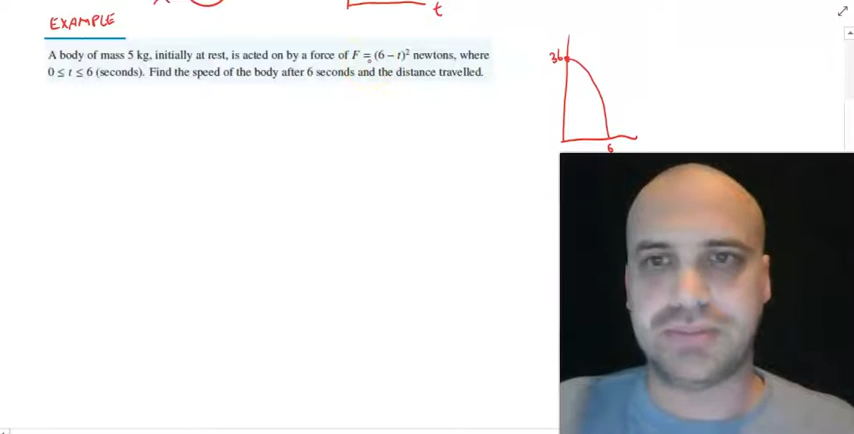 t
EXAMPLE
A body of mass 5 kg, initially at rest, is acted on by a force of F = (6 − t)² newtons, where
0 ≤ t ≤ 6 (seconds). Find the speed of the body after 6 seconds and the distance travelled.
36
6